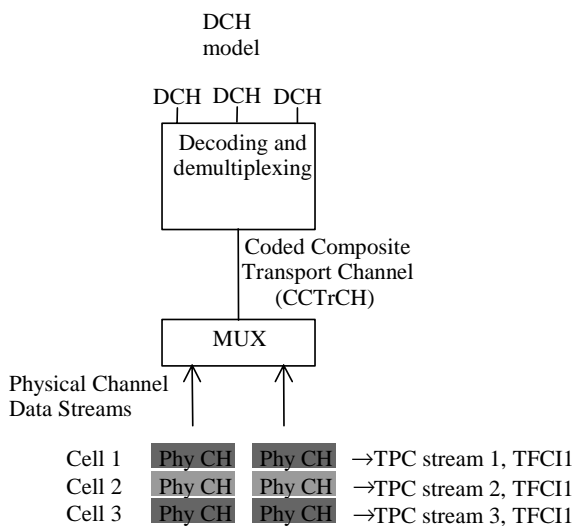 DCH
model
DCH DCH DCH
Decoding and
demultiplexing
Coded Composite
Transport Channel
(CCTrCH)
MUX
Physical Channel
Data Streams
Cell 1 Phy CH Phy CH →TPC stream 1, TFCI1
Cell 2 Phy CH Phy CH →TPC stream 2, TFCI1
Cell 3 Phy CH Phy CH →TPC stream 3, TFCI1